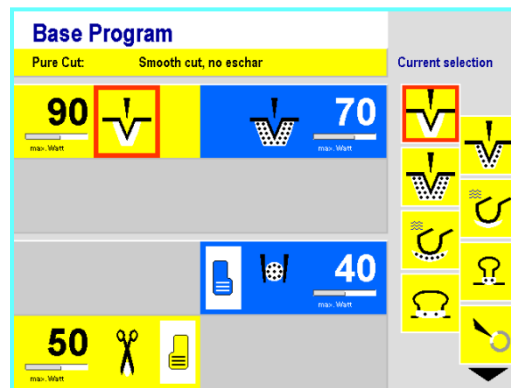 Base Program
Pure Cut: Smooth cut, no eschar
Current selection
90
max. Watt
70
max. Watt
40
max. Watt
50
max. Watt